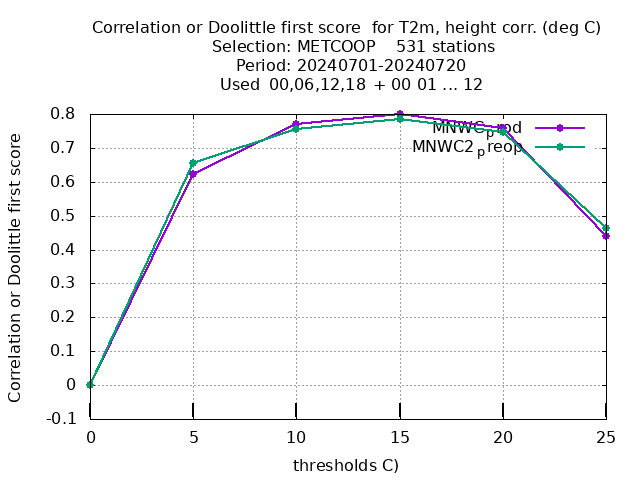 Correlation or Doolittle first score  for T2m, height corr. (deg C)
Selection: METCOOP    531 stations
Period: 20240701-20240720
Used  00,06,12,18  + 00 01 ... 12
Correlation or Doolittle first score
0.8
0.7
0.6
0.5
0.4
0.3
0.2
0.1
0
-0.1
MNWC_prod
MNWC2_preop
0 5 10 15 20 25
thresholds C)